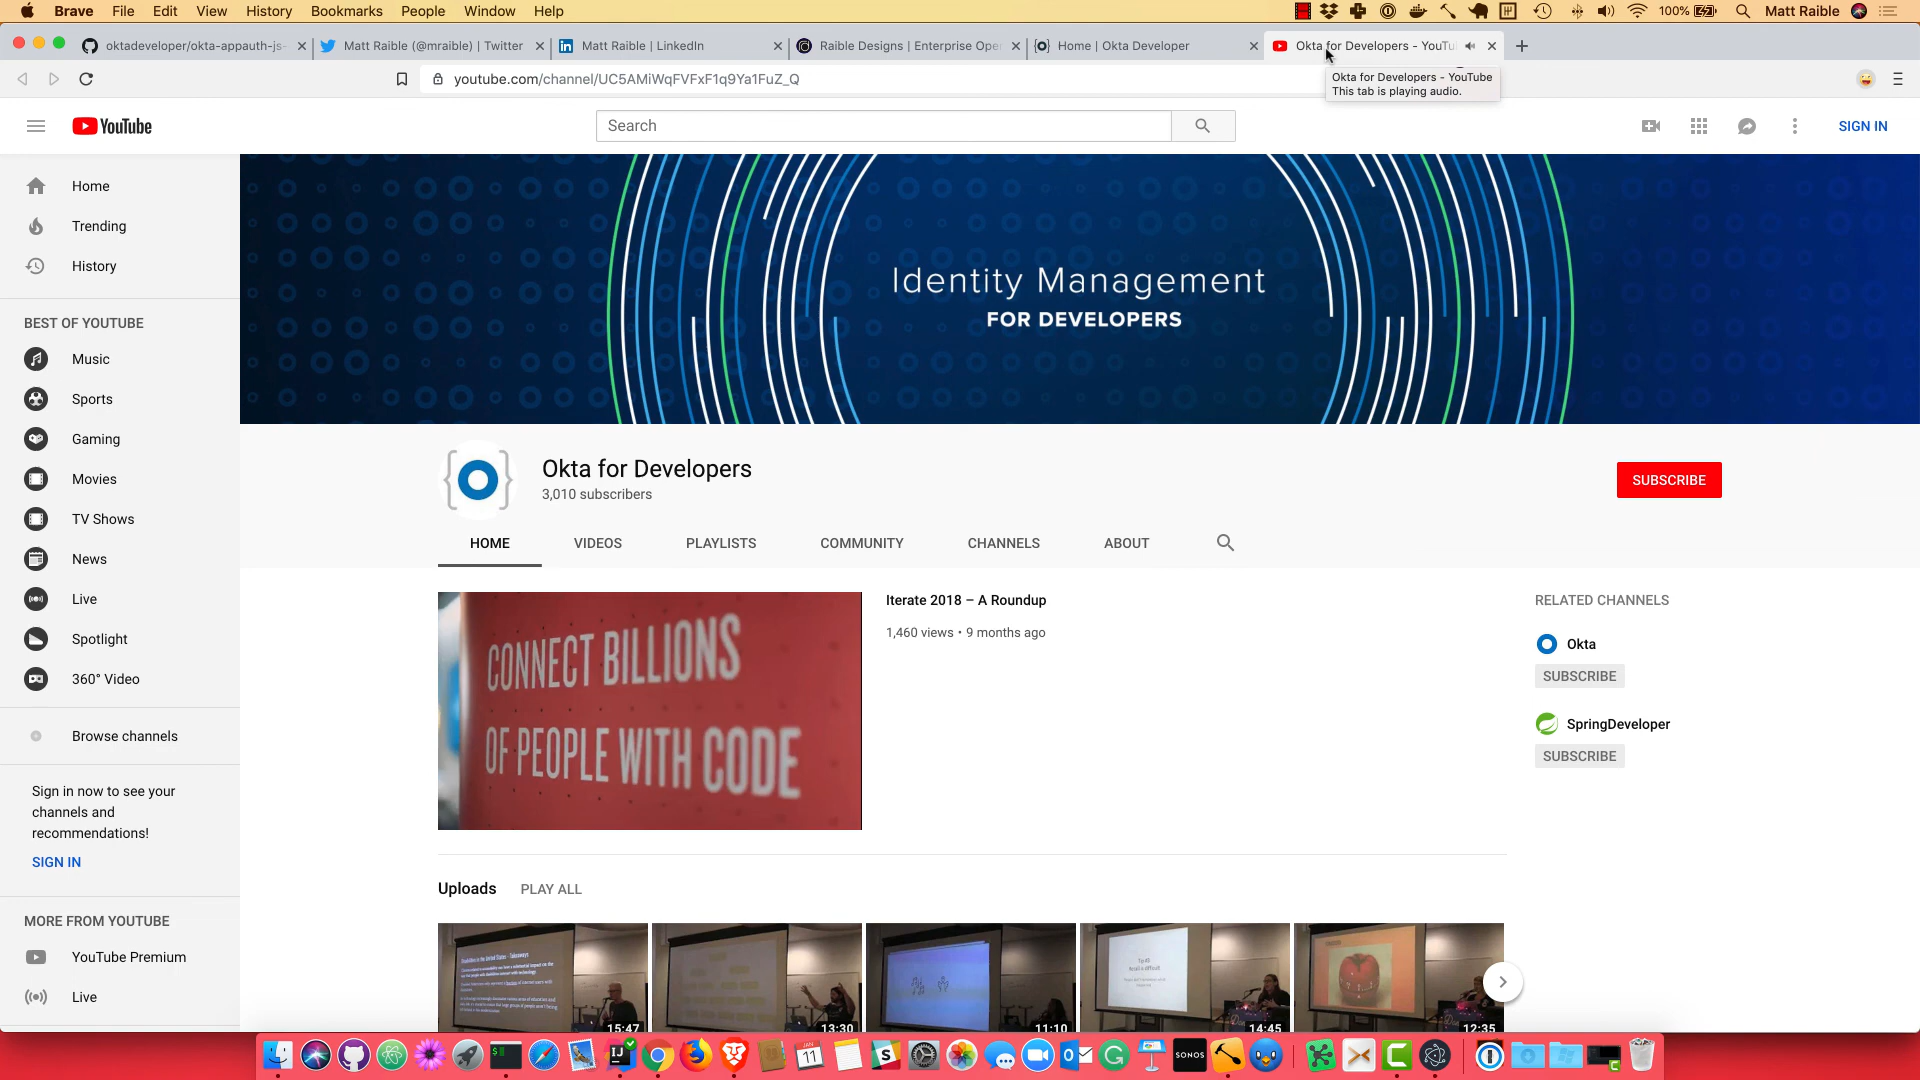 Brave File Edit View History Bookmarks People Window Help 100% Matt Raible
oktadeveloper/okta-appauth-js- Matt Raible (@mraible) | Twitter Matt Raible | LinkedIn Raible Designs | Enterprise Ope Home | Okta Developer Okta for Developers - YouTu
youtube.com/channel/UC5AMiWqFVFxF1q9Ya1FuZ_Q
Okta for Developers - YouTube
This tab is playing audio.
YouTube
Search
SIGN IN
Home
Trending
History
BEST OF YOUTUBE
Music
Sports
Gaming
Movies
TV Shows
News
Live
Spotlight
360° Video
Browse channels
Sign in now to see your
channels and
recommendations!
SIGN IN
MORE FROM YOUTUBE
YouTube Premium
Live
Identity Management
FOR DEVELOPERS
Okta for Developers
3,010 subscribers
SUBSCRIBE
HOME VIDEOS PLAYLISTS COMMUNITY CHANNELS ABOUT
CONNECT BILLIONS
OF PEOPLE WITH CODE
Iterate 2018 – A Roundup
1,460 views • 9 months ago
RELATED CHANNELS
Okta
SUBSCRIBE
SpringDeveloper
SUBSCRIBE
Uploads PLAY ALL
15:47 13:30 11:10 14:45 12:35
JAN
11
SONOS